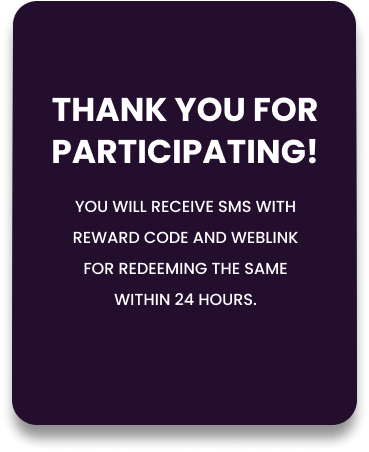 THANK YOU FOR
PARTICIPATING!
YOU WILL RECEIVE SMS WITH
REWARD CODE AND WEBLINK
FOR REDEEMING THE SAME
WITHIN 24 HOURS.